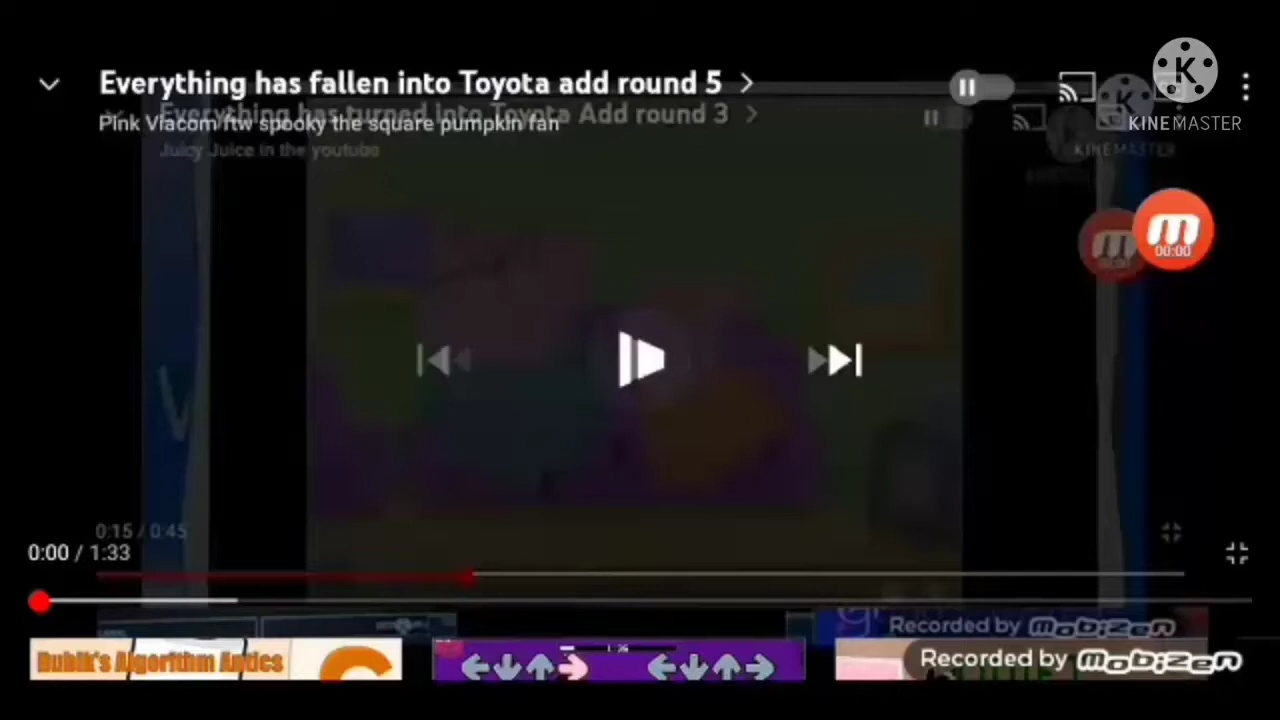 Everything has fallen into Toyota add round 5
Everything has turned into Toyota Add round 3
Pink Viacom ftw spooky the square pumpkin fan
Juicy Juice in the youtube
KINEMASTER
KINEMASTER
00:00
0:15 / 0:45
0:00 / 1:33
Recorded by mobizen
Rubik's Algorithm Antics
Recorded by mobizen